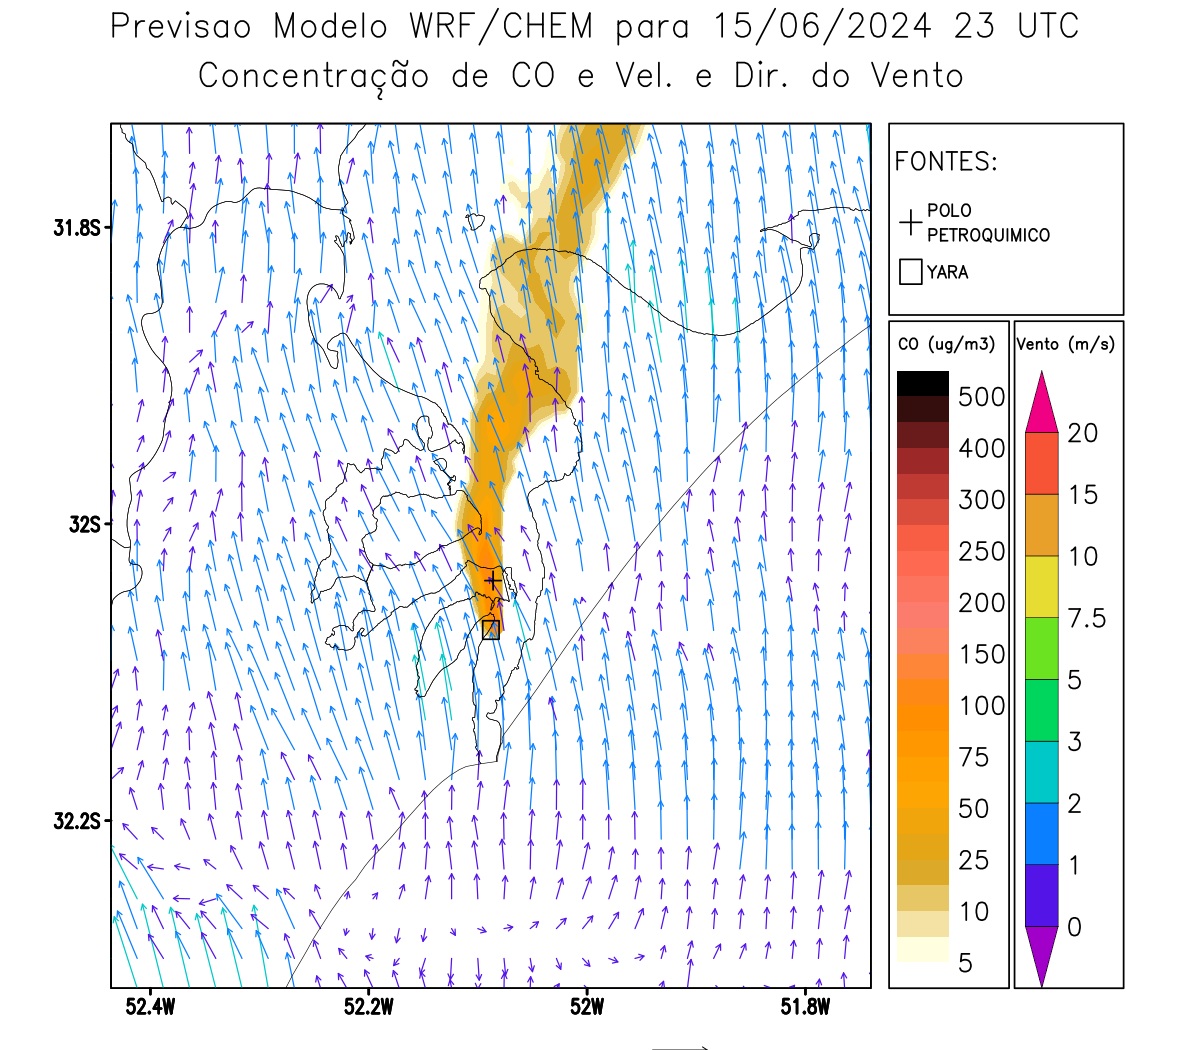 Previsao Modelo WRF/CHEM para 15/06/2024 23 UTC
Concentração de CO e Vel. e Dir. do Vento
FONTES:
POLO
PETROQUIMICO
YARA
CO (ug/m3)
500
400
300
250
200
150
100
75
50
25
10
5
Vento (m/s)
20
15
10
7.5
5
3
2
1
0
31.8S
32S
32.2S
52.4W
52.2W
52W
51.8W